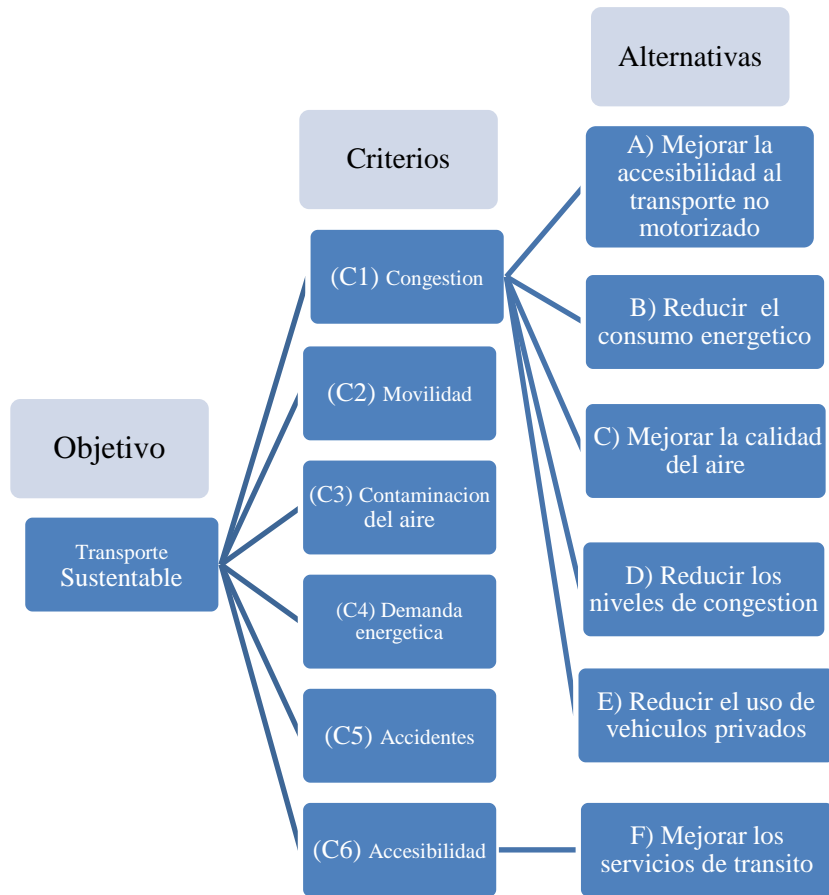 Objetivo
Transporte
Sustentable
Criterios
(C1) Congestion
(C2) Movilidad
(C3) Contaminacion
del aire
(C4) Demanda
energetica
(C5) Accidentes
(C6) Accesibilidad
Alternativas
A) Mejorar la
accesibilidad al
transporte no
motorizado
B) Reducir el
consumo energetico
C) Mejorar la calidad
del aire
D) Reducir los
niveles de congestion
E) Reducir el uso de
vehiculos privados
F) Mejorar los
servicios de transito